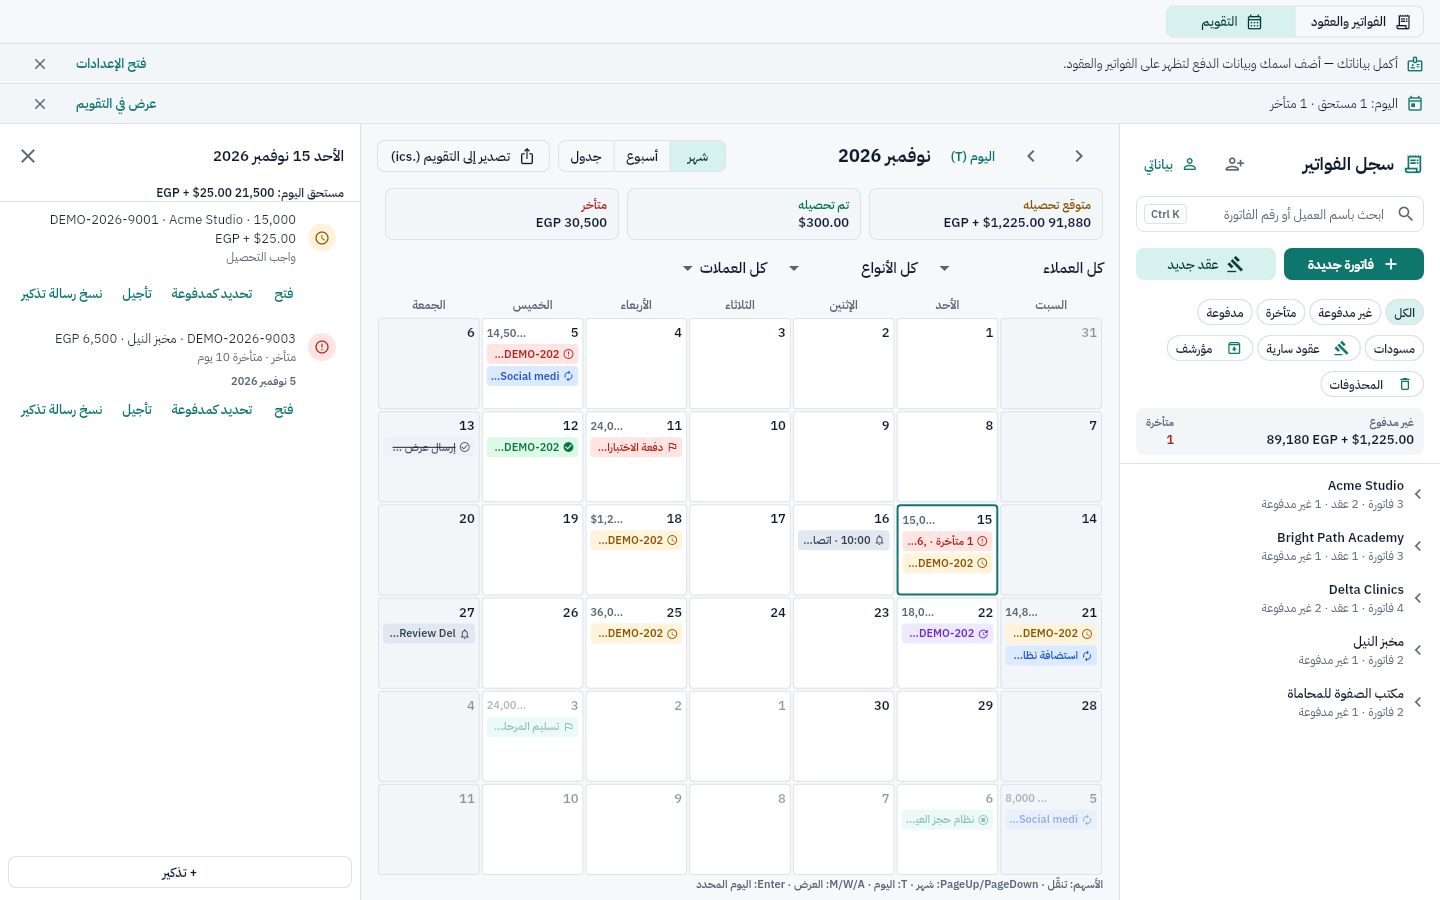 الفواتير والعقود
التقويم
أكمل بياناتك — أضف اسمك وبيانات الدفع لتظهر على الفواتير والعقود.
فتح الإعدادات
اليوم: 1 مستحق · 1 متأخر
عرض في التقويم
سجل الفواتير
بياناتي
ابحث باسم العميل أو رقم الفاتورة
Ctrl K
فاتورة جديدة
عقد جديد
الكل
غير مدفوعة
متأخرة
مدفوعة
مسودات
عقود سارية
مؤرشف
المحذوفات
غير مدفوع
متأخرة
89,180 EGP + $1,225.00
1
Acme Studio
3 فاتورة · 2 عقد · 1 غير مدفوعة
Bright Path Academy
3 فاتورة · 1 عقد · 1 غير مدفوعة
Delta Clinics
4 فاتورة · 1 عقد · 2 غير مدفوعة
مخبز النيل
2 فاتورة · 1 غير مدفوعة
مكتب الصفوة للمحاماة
2 فاتورة · 1 غير مدفوعة
اليوم (T)
نوفمبر 2026
شهر
أسبوع
جدول
تصدير إلى التقويم (.ics)
متوقع تحصيله
91,880 EGP + $1,225.00
تم تحصيله
$300.00
متأخر
30,500 EGP
كل العملاء
كل الأنواع
كل العملات
السبت
الأحد
الإثنين
الثلاثاء
الأربعاء
الخميس
الجمعة
31
1
2
3
4
5
14,50...
DEMO-202...
Social medi...
6
7
8
9
10
11
24,0...
دفعة الاختبارا...
12
DEMO-202...
13
إرسال عرض ...
14
15
15,0...
1 متأخرة · 6,...
DEMO-202...
16
10:00 · اتصا...
17
18
$1,2...
DEMO-202...
19
20
21
14,8...
DEMO-202...
استضافة نظا...
22
18,0...
DEMO-202...
23
24
25
36,0...
DEMO-202...
26
27
Review Del...
28
29
30
1
2
3
24,00...
تسليم المرحل...
4
5
8,000 ...
Social medi...
6
نظام حجز العيـ...
7
8
9
10
11
الأسهم: تنقّل · PageUp/PageDown: شهر · T: اليوم · M/W/A: العرض · Enter: اليوم المحدد
الأحد 15 نوفمبر 2026
مستحق اليوم: 21,500 EGP + $25.00
DEMO-2026-9001 · Acme Studio · 15,000
EGP + $25.00
واجب التحصيل
فتح
تحديد كمدفوعة
تأجيل
نسخ رسالة تذكير
DEMO-2026-9003 · مخبز النيل · 6,500 EGP
متأخر · متأخرة 10 يوم
5 نوفمبر 2026
فتح
تحديد كمدفوعة
تأجيل
نسخ رسالة تذكير
+ تذكير